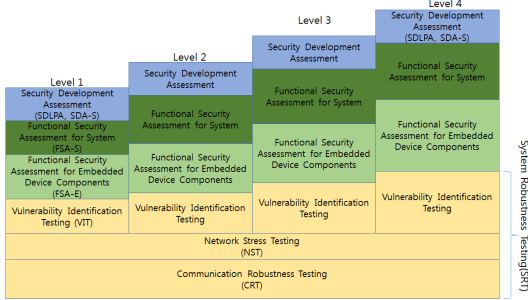 Level 1
Security Development
Assessment
(SDLPA, SDA-S)
Functional Security
Assessment for System
(FSA-S)
Functional Security
Assessment for Embedded
Device Components
(FSA-E)
Vulnerability Identification
Testing (VIT)
Level 2
Security Development
Assessment
Functional Security
Assessment for System
Functional Security
Assessment for Embedded
Device Components
Vulnerability Identification
Testing
Level 3
Security Development
Assessment
Functional Security
Assessment for System
Functional Security
Assessment for Embedded
Device Components
Vulnerability Identification
Testing
Level 4
Security Development
Assessment
(SDLPA, SDA-S)
Functional Security
Assessment for System
Functional Security
Assessment for Embedded
Device Components
Vulnerability Identification
Testing
Network Stress Testing
(NST)
Communication Robustness Testing
(CRT)
System Robustness Testing(SRT)